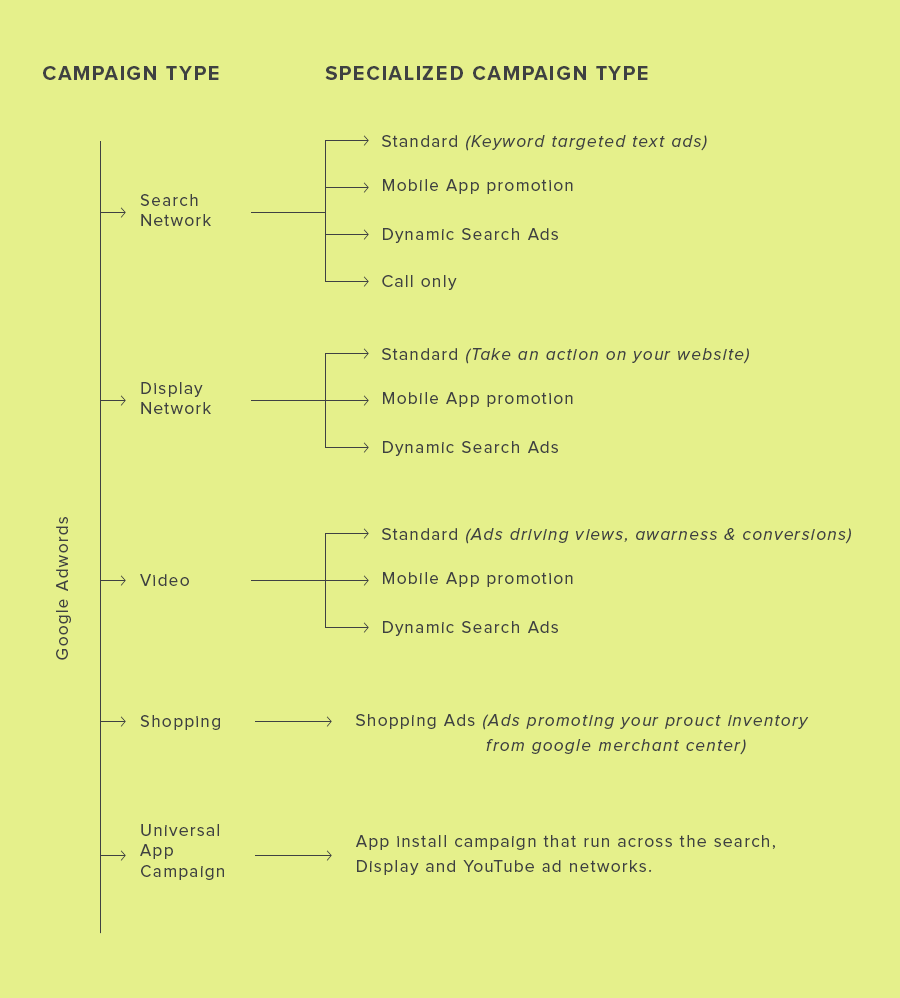 CAMPAIGN TYPE
SPECIALIZED CAMPAIGN TYPE
Google Adwords
Search
Network
Standard (Keyword targeted text ads)
Mobile App promotion
Dynamic Search Ads
Call only
Display
Network
Standard (Take an action on your website)
Mobile App promotion
Dynamic Search Ads
Video
Standard (Ads driving views, awarness & conversions)
Mobile App promotion
Dynamic Search Ads
Shopping
Shopping Ads (Ads promoting your prouct inventory
from google merchant center)
Universal
App
Campaign
App install campaign that run across the search,
Display and YouTube ad networks.